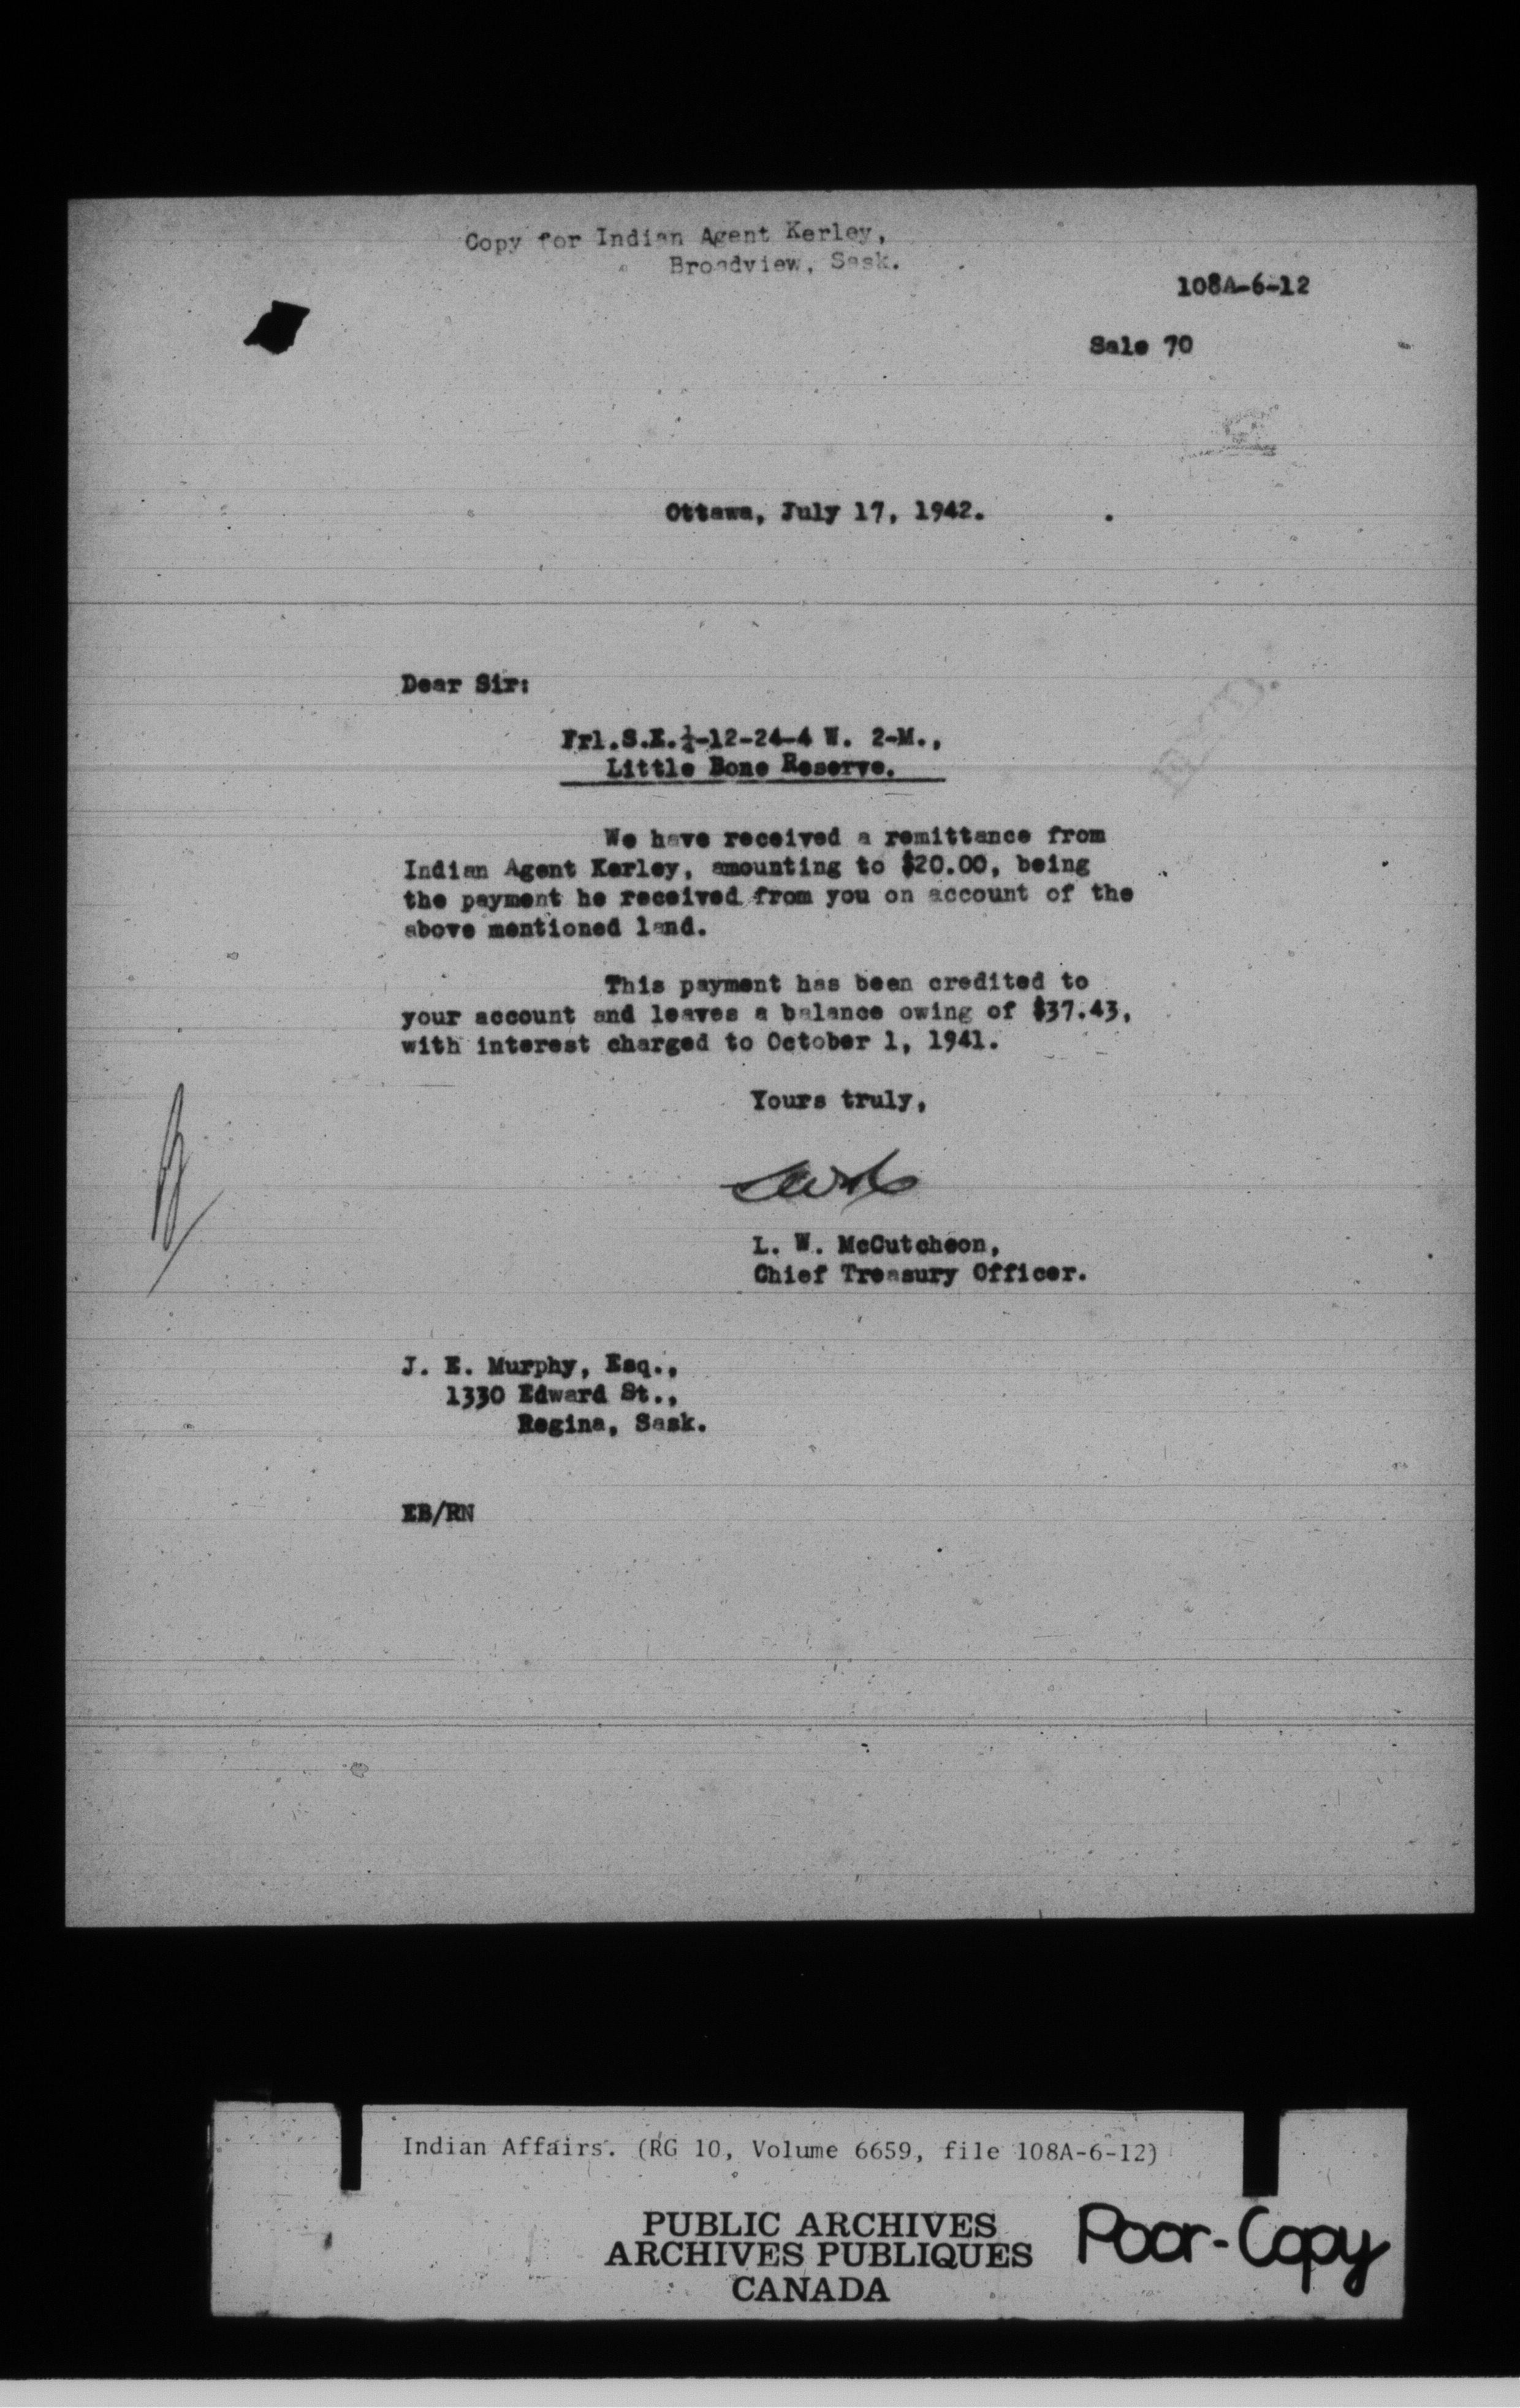 Copy for Indian Agent Kerley,
Broadview, Sask.
108A-6-12
Sale 70
Ottawa, July 17, 1942.
Dear Sir:
Frl.S.E.¼-12-24-4 W. 2-M.,
Little Bone Reserve.
We have received a remittance from
Indian Agent Kerley, amounting to $20.00, being
the payment he received from you on account of the
above mentioned land.
This payment has been credited to
your account and leaves a balance owing of $37.43,
with interest charged to October 1, 1941.
Yours truly,
L. W. McCutcheon,
Chief Treasury Officer.
J. E. Murphy, Esq.,
1330 Edward St.,
Regina, Sask.
EB/RN
Indian Affairs. (RG 10, Volume 6659, file 108A-6-12)
PUBLIC ARCHIVES
ARCHIVES PUBLIQUES
CANADA
Poor-Copy